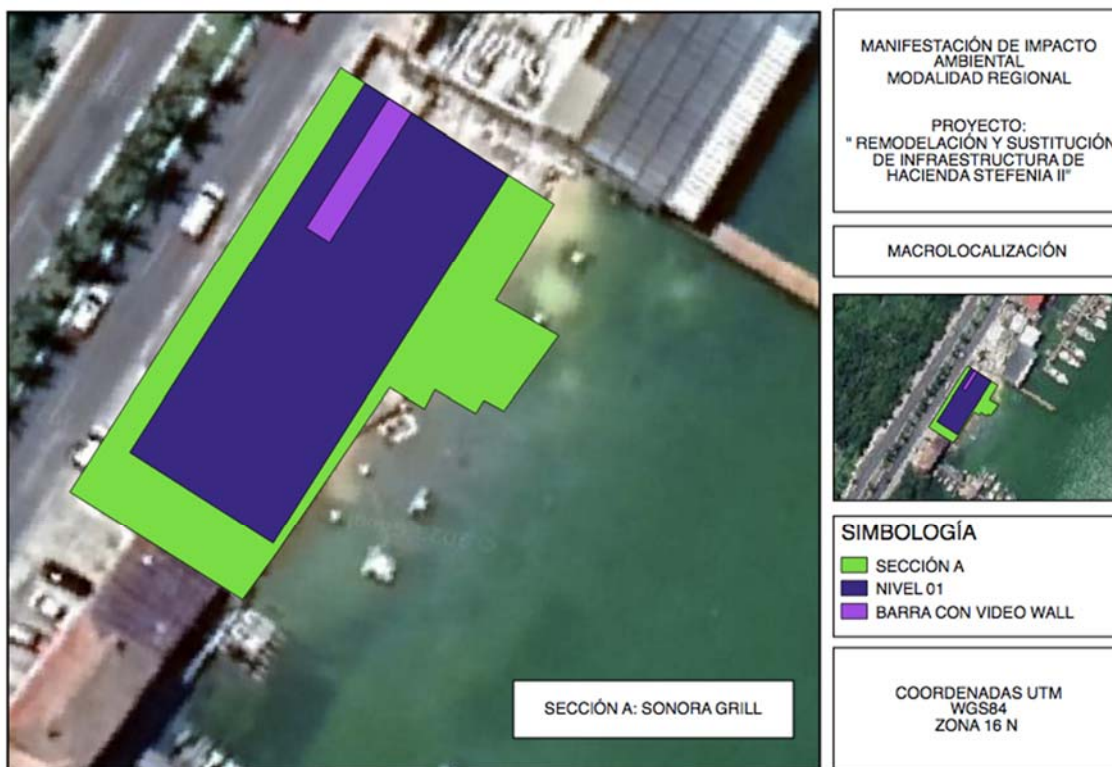 MANIFESTACIÓN DE IMPACTO
AMBIENTAL
MODALIDAD REGIONAL
PROYECTO:
" REMODELACIÓN Y SUSTITUCIÓN
DE INFRAESTRUCTURA DE
HACIENDA STEFENIA II"
MACROLOCALIZACIÓN
SIMBOLOGÍA
SECCIÓN A
NIVEL 01
BARRA CON VIDEO WALL
COORDENADAS UTM
WGS84
ZONA 16 N
SECCIÓN A: SONORA GRILL